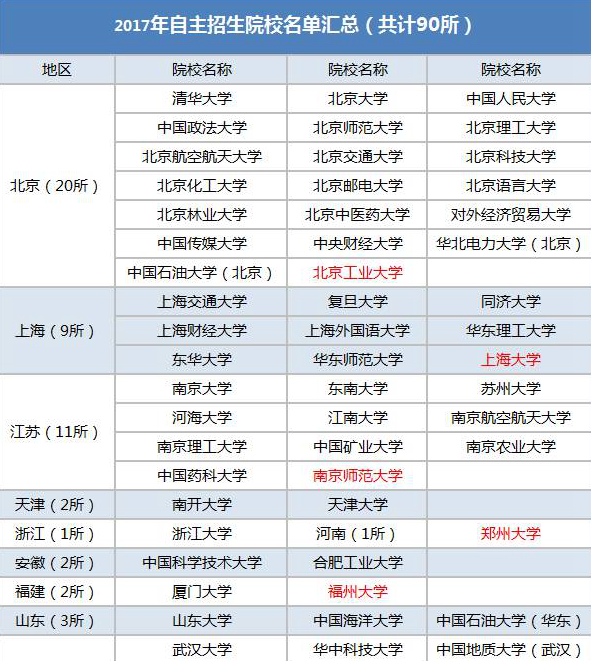 2017年自主招生院校名单汇总（共计90所）
地区 院校名称 院校名称 院校名称
清华大学 北京大学 中国人民大学
中国政法大学 北京师范大学 北京理工大学
北京航空航天大学 北京交通大学 北京科技大学
北京（20所） 北京化工大学 北京邮电大学 北京语言大学
北京林业大学 北京中医药大学 对外经济贸易大学
中国传媒大学 中央财经大学 华北电力大学（北京）
中国石油大学（北京） 北京工业大学
上海交通大学 复旦大学 同济大学
上海（9所） 上海财经大学 上海外国语大学 华东理工大学
东华大学 华东师范大学 上海大学
南京大学 东南大学 苏州大学
江苏（11所） 河海大学 江南大学 南京航空航天大学
南京理工大学 中国矿业大学 南京农业大学
中国药科大学 南京师范大学
天津（2所） 南开大学 天津大学
浙江（1所） 浙江大学 河南（1所） 郑州大学
安徽（2所） 中国科学技术大学 合肥工业大学
福建（2所） 厦门大学 福州大学
山东（3所） 山东大学 中国海洋大学 中国石油大学（华东）
武汉大学 华中科技大学 中国地质大学（武汉）